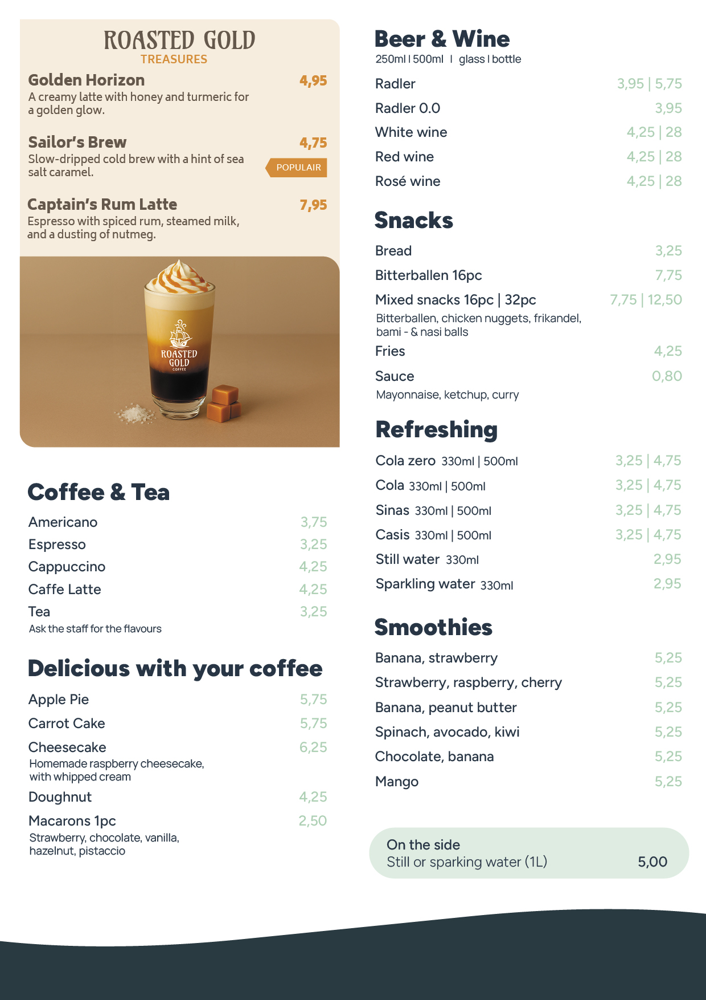 ROASTED GOLD
TREASURES
Golden Horizon 4,95
A creamy latte with honey and turmeric for
a golden glow.
Sailor’s Brew 4,75
Slow-dripped cold brew with a hint of sea
salt caramel.
POPULAIR
Captain’s Rum Latte 7,95
Espresso with spiced rum, steamed milk,
and a dusting of nutmeg.
ROASTED
GOLD
COFFEE
Coffee & Tea
Americano 3,75
Espresso 3,25
Cappuccino 4,25
Caffe Latte 4,25
Tea 3,25
Ask the staff for the flavours
Delicious with your coffee
Apple Pie 5,75
Carrot Cake 5,75
Cheesecake 6,25
Homemade raspberry cheesecake,
with whipped cream
Doughnut 4,25
Macarons 1pc 2,50
Strawberry, chocolate, vanilla,
hazelnut, pistaccio
Beer & Wine
250ml | 500ml | glass | bottle
Radler 3,95 | 5,75
Radler 0.0 3,95
White wine 4,25 | 28
Red wine 4,25 | 28
Rosé wine 4,25 | 28
Snacks
Bread 3,25
Bitterballen 16pc 7,75
Mixed snacks 16pc | 32pc 7,75 | 12,50
Bitterballen, chicken nuggets, frikandel,
bami - & nasi balls
Fries 4,25
Sauce 0,80
Mayonnaise, ketchup, curry
Refreshing
Cola zero 330ml | 500ml 3,25 | 4,75
Cola 330ml | 500ml 3,25 | 4,75
Sinas 330ml | 500ml 3,25 | 4,75
Casis 330ml | 500ml 3,25 | 4,75
Still water 330ml 2,95
Sparkling water 330ml 2,95
Smoothies
Banana, strawberry 5,25
Strawberry, raspberry, cherry 5,25
Banana, peanut butter 5,25
Spinach, avocado, kiwi 5,25
Chocolate, banana 5,25
Mango 5,25
On the side
Still or sparking water (1L) 5,00